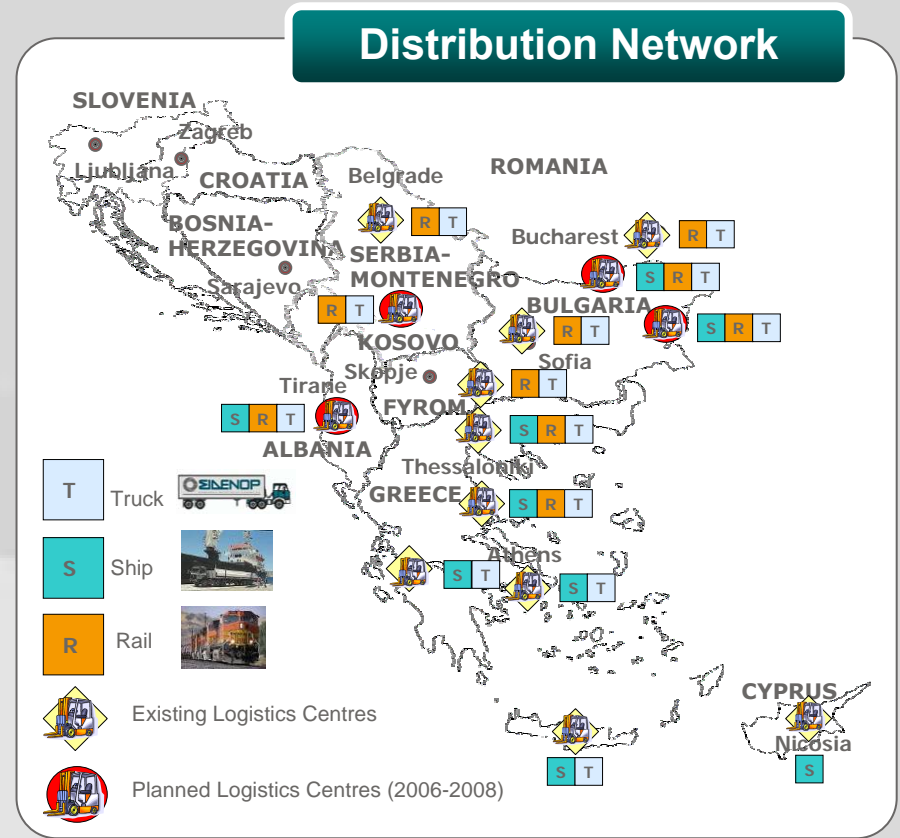 Distribution Network
SLOVENIA
Zagreb
Ljubljana
CROATIA
Belgrade
ROMANIA
R T
BOSNIA-
HERZEGOVINA
Bucharest
R T
SERBIA-
MONTENEGRO
S R T
Sarajevo
R T
BULGARIA
S R T
KOSOVO
R T
Sofia
Skopje
R T
Tirane
FYROM
S R T
S R T
ALBANIA
Thessaloniki
GREECE
S R T
Athens
S T
S T
T Truck
ΣΙΔΕΝΟΡ
S Ship
R Rail
Existing Logistics Centres
Planned Logistics Centres (2006-2008)
CYPRUS
Nicosia
S
S T